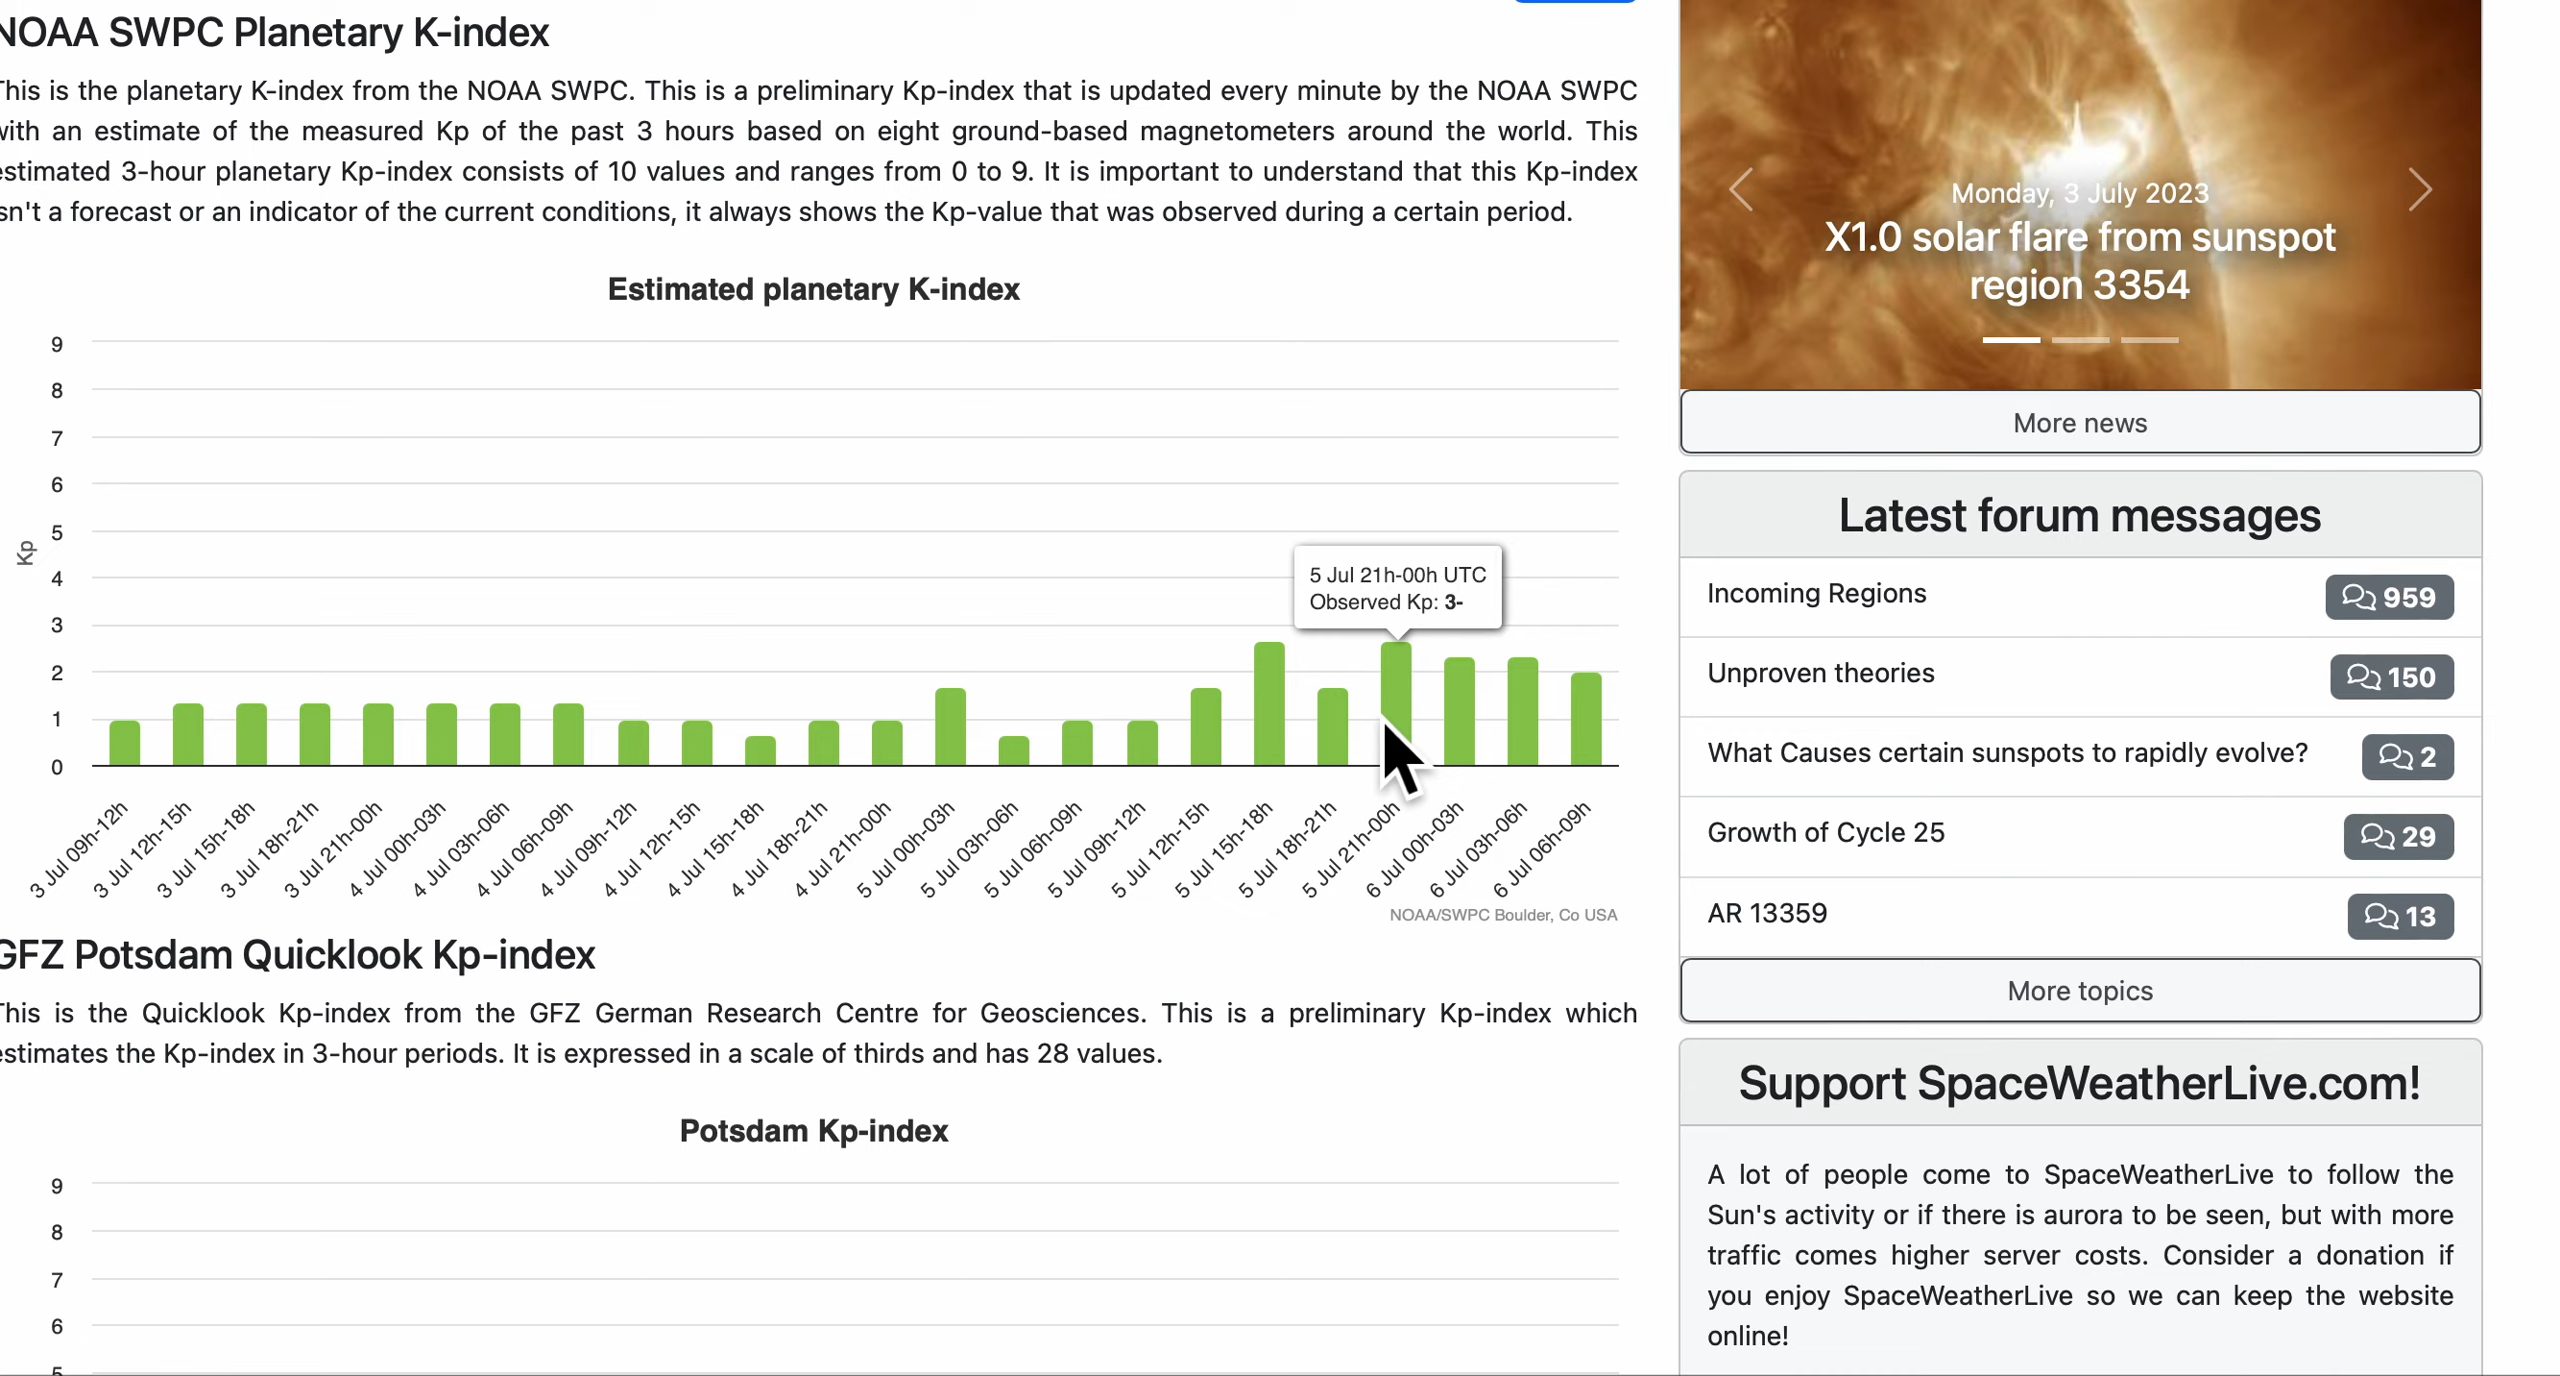 NOAA SWPC Planetary K-index
This is the planetary K-index from the NOAA SWPC. This is a preliminary Kp-index that is updated every minute by the NOAA SWPC
with an estimate of the measured Kp of the past 3 hours based on eight ground-based magnetometers around the world. This
estimated 3-hour planetary Kp-index consists of 10 values and ranges from 0 to 9. It is important to understand that this Kp-index
isn't a forecast or an indicator of the current conditions, it always shows the Kp-value that was observed during a certain period.
Estimated planetary K-index
9
8
7
6
5
4
3
2
1
0
Kp
5 Jul 21h-00h UTC
Observed Kp: 3-
3 Jul 09h-12h
3 Jul 12h-15h
3 Jul 15h-18h
3 Jul 18h-21h
3 Jul 21h-00h
4 Jul 00h-03h
4 Jul 03h-06h
4 Jul 06h-09h
4 Jul 09h-12h
4 Jul 12h-15h
4 Jul 15h-18h
4 Jul 18h-21h
4 Jul 21h-00h
5 Jul 00h-03h
5 Jul 03h-06h
5 Jul 06h-09h
5 Jul 09h-12h
5 Jul 12h-15h
5 Jul 15h-18h
5 Jul 18h-21h
5 Jul 21h-00h
6 Jul 00h-03h
6 Jul 03h-06h
6 Jul 06h-09h
NOAA/SWPC Boulder, Co USA
GFZ Potsdam Quicklook Kp-index
This is the Quicklook Kp-index from the GFZ German Research Centre for Geosciences. This is a preliminary Kp-index which
estimates the Kp-index in 3-hour periods. It is expressed in a scale of thirds and has 28 values.
Potsdam Kp-index
9
8
7
6
5
Monday, 3 July 2023
X1.0 solar flare from sunspot
region 3354
More news
Latest forum messages
Incoming Regions 959
Unproven theories 150
What Causes certain sunspots to rapidly evolve? 2
Growth of Cycle 25 29
AR 13359 13
More topics
Support SpaceWeatherLive.com!
A lot of people come to SpaceWeatherLive to follow the
Sun's activity or if there is aurora to be seen, but with more
traffic comes higher server costs. Consider a donation if
you enjoy SpaceWeatherLive so we can keep the website
online!